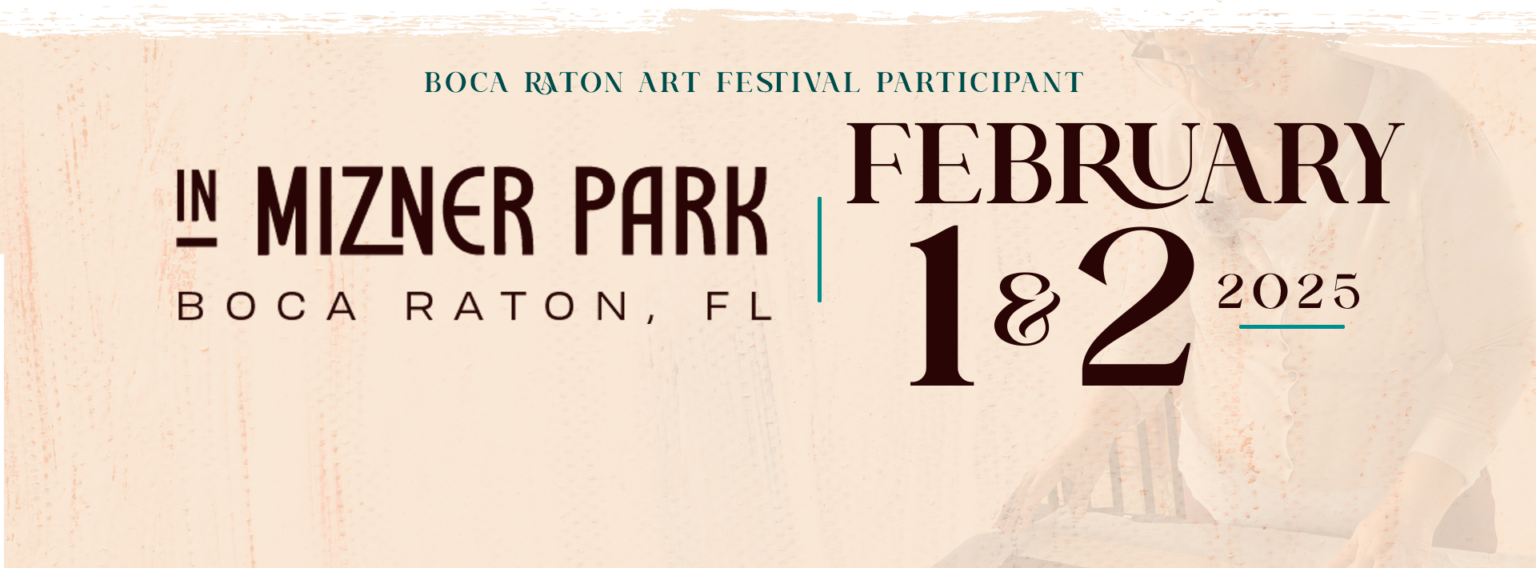 BOCA RATON ART FESTIVAL PARTICIPANT
IN MIZNER PARK
BOCA RATON, FL
FEBRUARY
1 & 2 2025